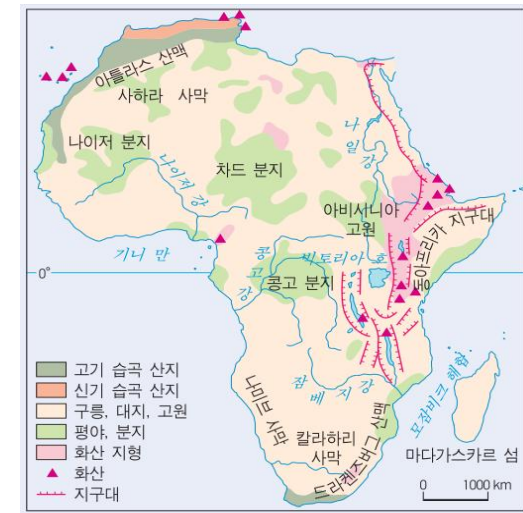 아틀라스 산맥
사하라 사막
나이저 분지
나이저 강
차드 분지
나일강
아비시니아
고원
동아프리카 지구대
기니 만
콩고강
빅토리아 호
0°
콩고 분지
잠베지강
나미브 사막
칼라하리
사막
드라켄즈버그 산맥
모잠비크 해협
마다가스카르 섬
고기 습곡 산지
신기 습곡 산지
구릉, 대지, 고원
평야, 분지
화산 지형
화산
지구대
0 1000 km